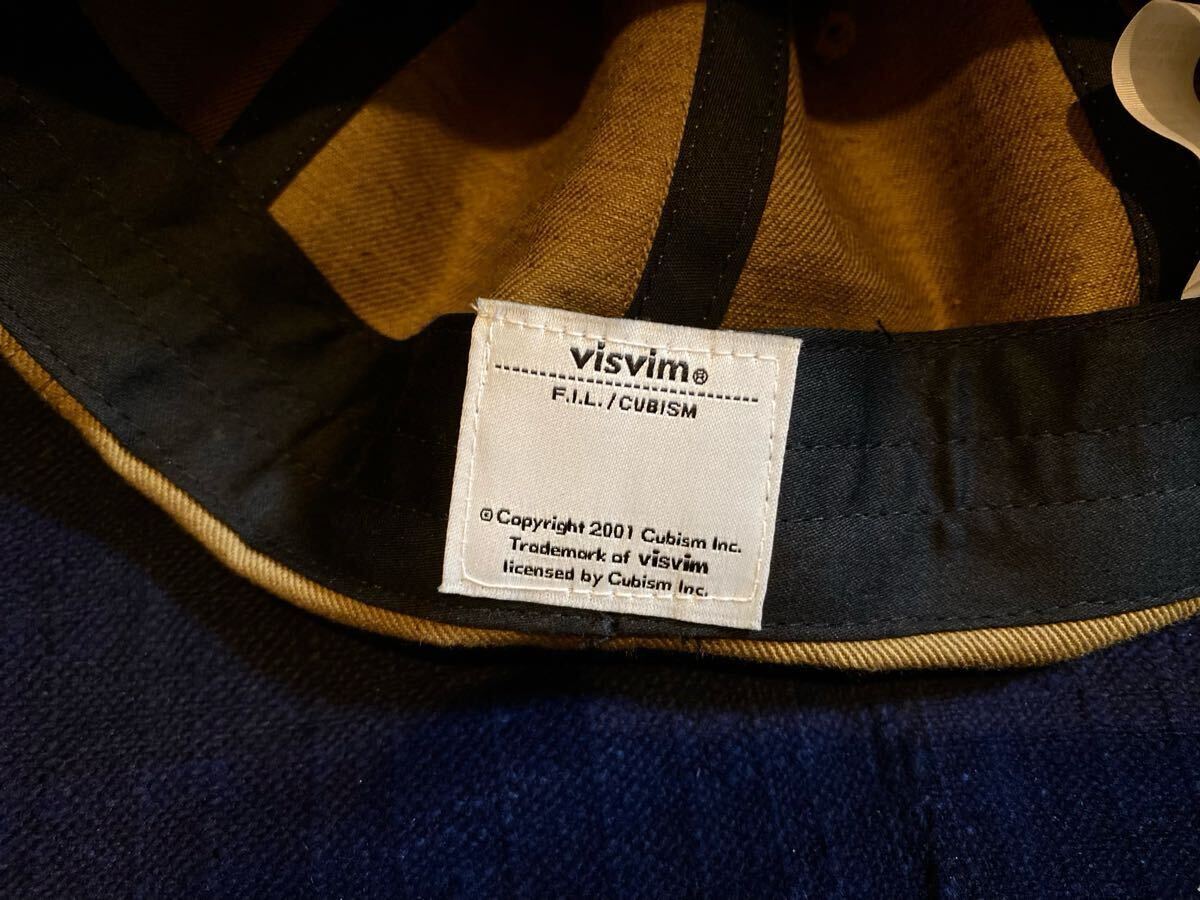 visvim®
F.I.L./CUBISM
© Copyright 2001 Cubism Inc.
Trademark of visvim
licensed by Cubism Inc.